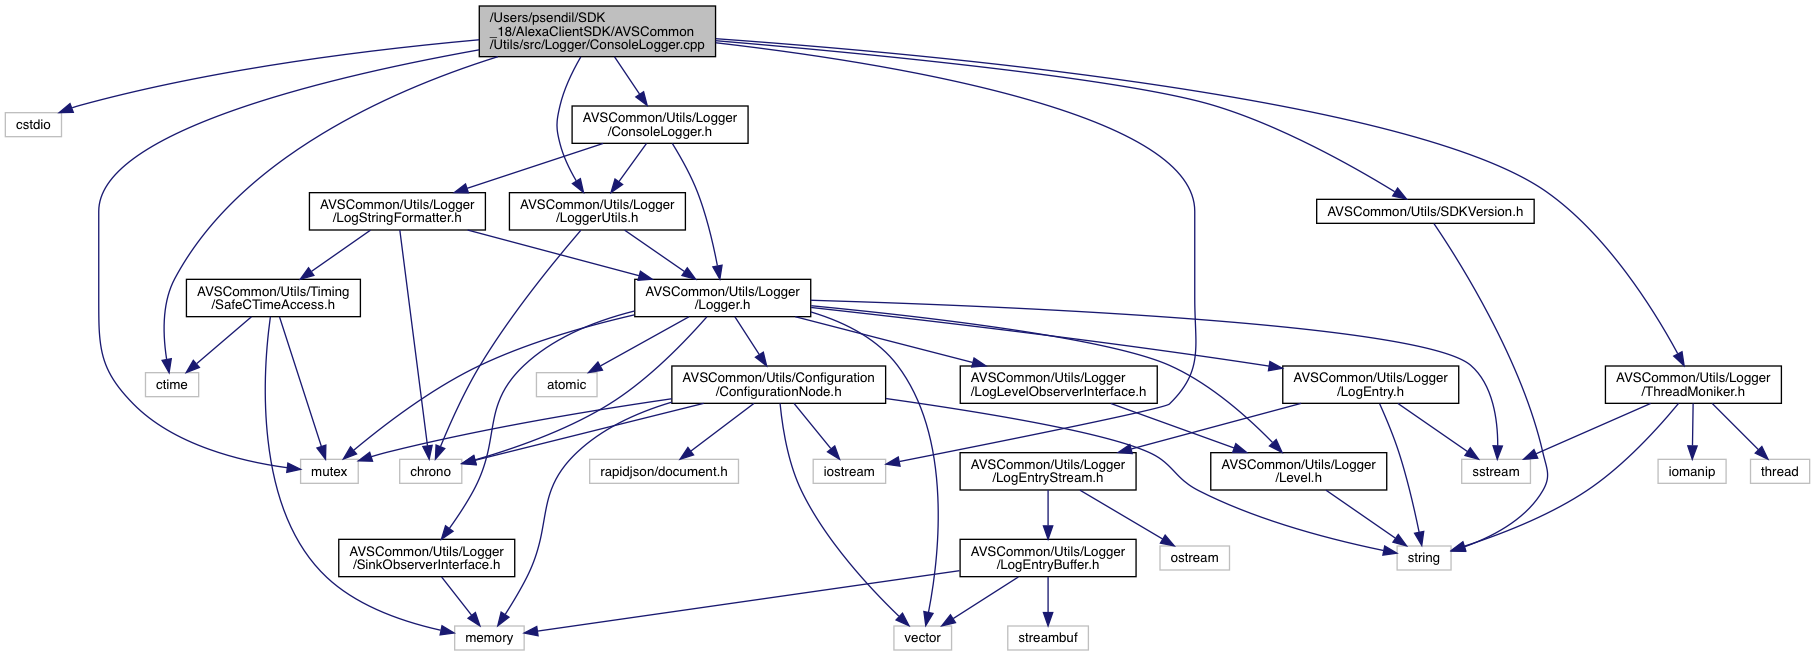 /Users/psendil/SDK
_18/AlexaClientSDK/AVSCommon
/Utils/src/Logger/ConsoleLogger.cpp
cstdio
AVSCommon/Utils/Logger
/ConsoleLogger.h
AVSCommon/Utils/Logger
/LogStringFormatter.h
AVSCommon/Utils/Logger
/LoggerUtils.h
AVSCommon/Utils/SDKVersion.h
AVSCommon/Utils/Timing
/SafeCTimeAccess.h
AVSCommon/Utils/Logger
/Logger.h
ctime
atomic
AVSCommon/Utils/Configuration
/ConfigurationNode.h
AVSCommon/Utils/Logger
/LogLevelObserverInterface.h
AVSCommon/Utils/Logger
/LogEntry.h
AVSCommon/Utils/Logger
/ThreadMoniker.h
mutex
chrono
rapidjson/document.h
iostream
AVSCommon/Utils/Logger
/LogEntryStream.h
AVSCommon/Utils/Logger
/Level.h
sstream
iomanip
thread
AVSCommon/Utils/Logger
/SinkObserverInterface.h
AVSCommon/Utils/Logger
/LogEntryBuffer.h
ostream
string
memory
vector
streambuf